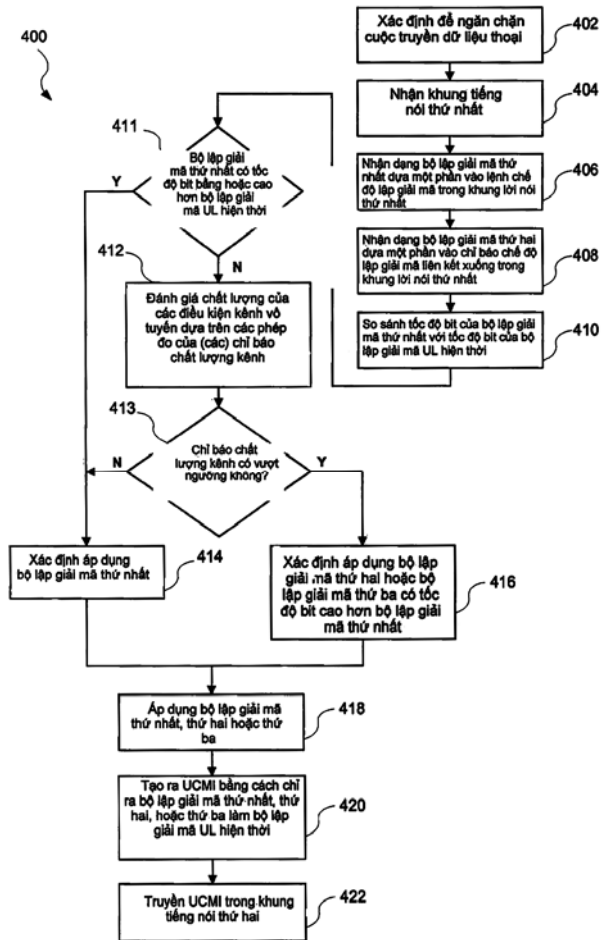 400
Xác định để ngăn chặn
cuộc truyền dữ liệu thoại
402
Nhận khung tiếng
nói thứ nhất
404
Nhận dạng bộ lập giải mã thứ
nhất dựa một phần vào lệnh chế
độ lập giải mã trong khung lời nói
thứ nhất
406
Nhận dạng bộ lập giải mã thứ hai
dựa một phần vào chỉ báo chế độ
lập giải mã liên kết xuống trong
khung lời nói thứ nhất
408
So sánh tốc độ bit của bộ lập giải
mã thứ nhất với tốc độ bit của bộ
lập giải mã UL hiện thời
410
411
Bộ lập giải
mã thứ nhất có tốc
độ bit bằng hoặc cao
hơn bộ lập giải
mã UL hiện thời
Y
N
412
Đánh giá chất lượng của
các điều kiện kênh vô
tuyến dựa trên các phép
đo của (các) chỉ báo
chất lượng kênh
413
Chỉ báo chất
lượng kênh có vượt
ngưỡng không?
N
Y
Xác định áp dụng
bộ lập giải mã thứ nhất
414
Xác định áp dụng bộ lập
giải mã thứ hai hoặc bộ
lập giải mã thứ ba có tốc
độ bit cao hơn bộ lập giải
mã thứ nhất
416
Áp dụng bộ lập giải mã
thứ nhất, thứ hai hoặc thứ
ba
418
Tạo ra UCMI bằng cách chỉ
ra bộ lập giải mã thứ nhất, thứ
hai, hoặc thứ ba làm bộ lập
giải mã UL hiện thời
420
Truyền UCMI trong khung
tiếng nói thứ hai
422